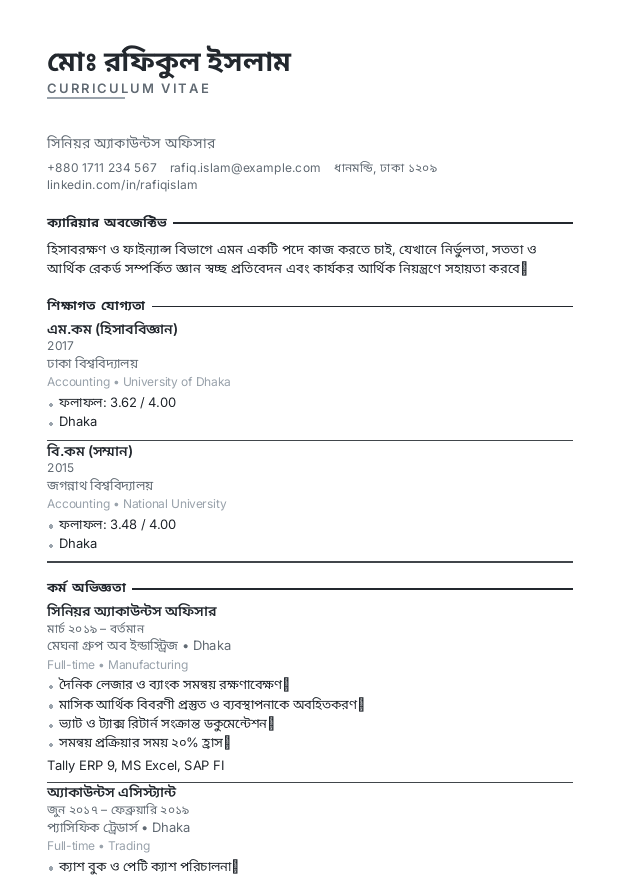 মোঃ রফিকুল ইসলাম
CURRICULUM VITAE
সিনিয়র অ্যাকাউন্টস অফিসার
+880 1711 234 567 rafiq.islam@example.com ধানমন্ডি, ঢাকা ১২০৯
linkedin.com/in/rafiqislam
ক্যারিয়ার অবজেক্টিভ
হিসাবরক্ষণ ও ফাইন্যান্স বিভাগে এমন একটি পদে কাজ করতে চাই, যেখানে নির্ভুলতা, সততা ও
আর্থিক রেকর্ড সম্পর্কিত জ্ঞান স্বচ্ছ প্রতিবেদন এবং কার্যকর আর্থিক নিয়ন্ত্রণে সহায়তা করবে
শিক্ষাগত যোগ্যতা
এম.কম (হিসাববিজ্ঞান)
2017
ঢাকা বিশ্ববিদ্যালয়
Accounting • University of Dhaka
• ফলাফল: 3.62 / 4.00
• Dhaka
বি.কম (সম্মান)
2015
জগন্নাথ বিশ্ববিদ্যালয়
Accounting • National University
• ফলাফল: 3.48 / 4.00
• Dhaka
কর্ম অভিজ্ঞতা
সিনিয়র অ্যাকাউন্টস অফিসার
মার্চ ২০১৯ – বর্তমান
মেঘনা গ্রুপ অব ইন্ডাস্ট্রিজ • Dhaka
Full-time • Manufacturing
• দৈনিক লেজার ও ব্যাংক সমন্বয় রক্ষণাবেক্ষণ
• মাসিক আর্থিক বিবরণী প্রস্তুত ও ব্যবস্থাপনাকে অবহিতকরণ
• ভ্যাট ও ট্যাক্স রিটার্ন সংক্রান্ত ডকুমেন্টেশন
• সমন্বয় প্রক্রিয়ার সময় ২০% হ্রাস
Tally ERP 9, MS Excel, SAP FI
অ্যাকাউন্টস এসিস্ট্যান্ট
জুন ২০১৭ – ফেব্রুয়ারি ২০১৯
প্যাসিফিক ট্রেডার্স • Dhaka
Full-time • Trading
• ক্যাশ বুক ও পেটি ক্যাশ পরিচালনা